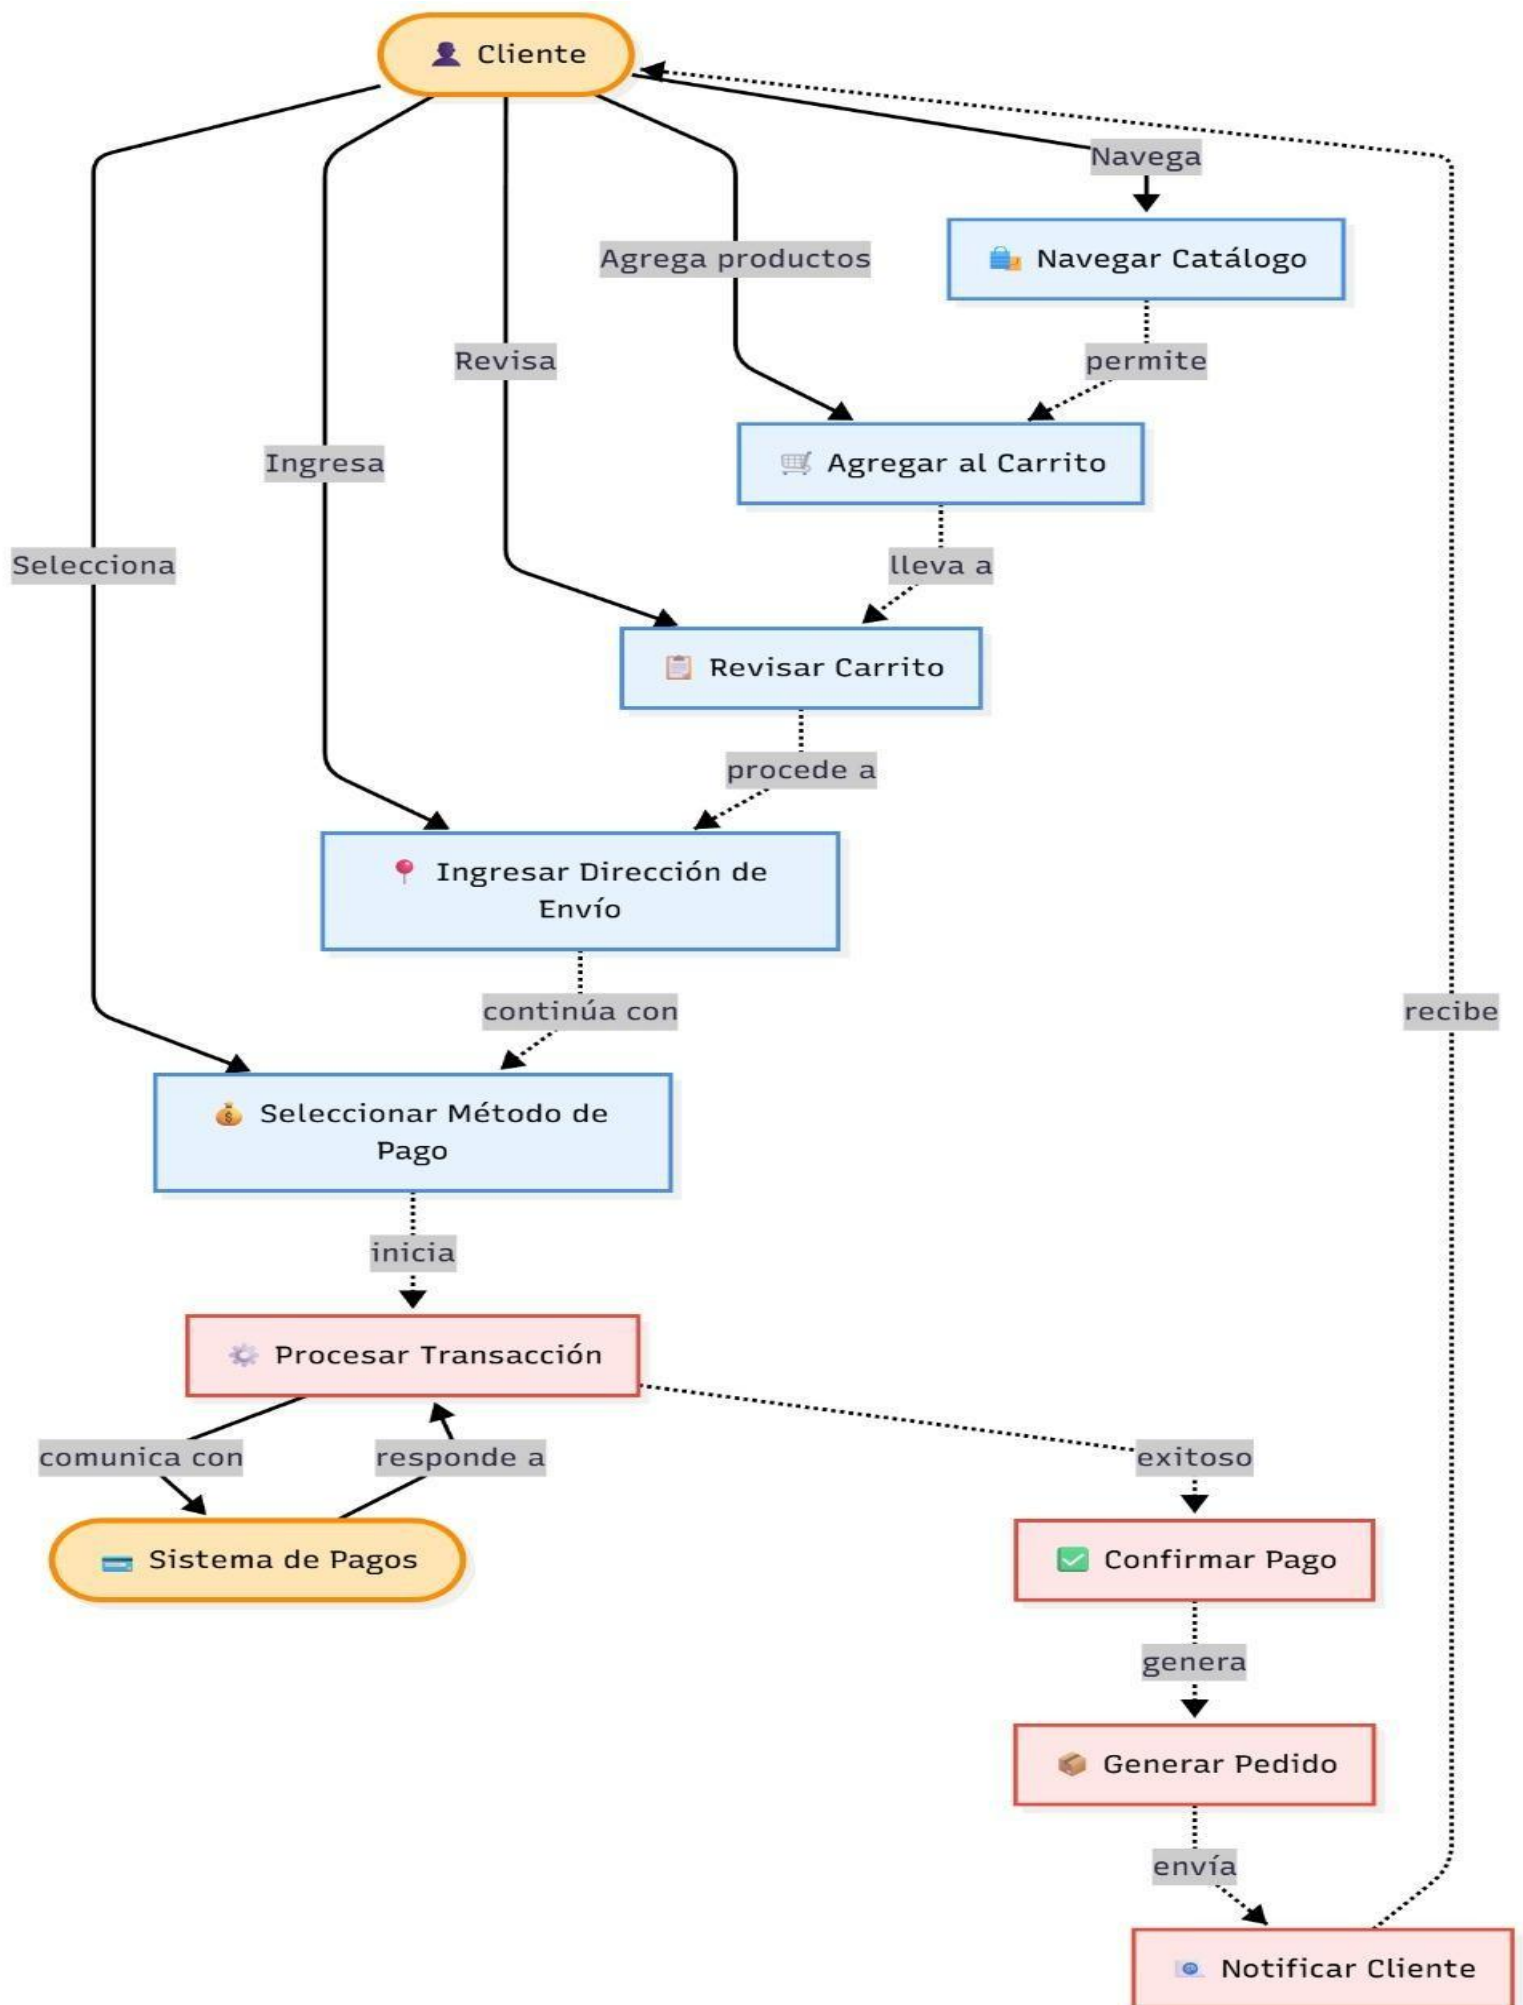 Cliente
Navega
Agrega productos
Navegar Catálogo
Revisa
permite
Ingresa
Agregar al Carrito
Selecciona
lleva a
Revisar Carrito
procede a
Ingresar Dirección de
Envío
continúa con
recibe
Seleccionar Método de
Pago
inicia
Procesar Transacción
comunica con
responde a
exitoso
Sistema de Pagos
Confirmar Pago
genera
Generar Pedido
envía
Notificar Cliente